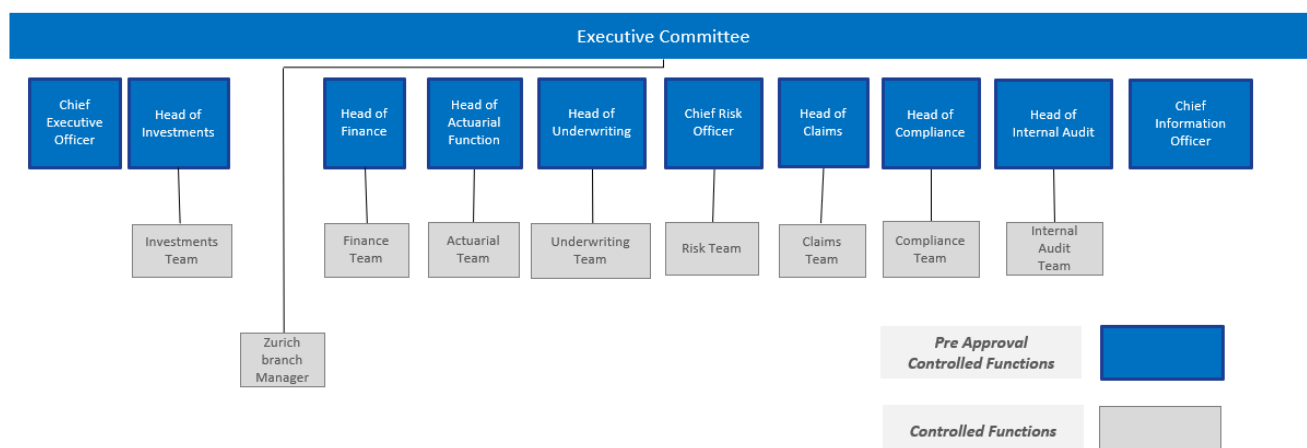 Executive Committee
Chief
Executive
Officer
Head of
Investments
Head of
Finance
Head of
Actuarial
Function
Head of
Underwriting
Chief Risk
Officer
Head of
Claims
Head of
Compliance
Head of
Internal Audit
Chief
Information
Officer
Investments
Team
Finance
Team
Actuarial
Team
Underwriting
Team
Risk Team
Claims
Team
Compliance
Team
Internal
Audit
Team
Zurich
branch
Manager
Pre Approval
Controlled Functions
Controlled Functions